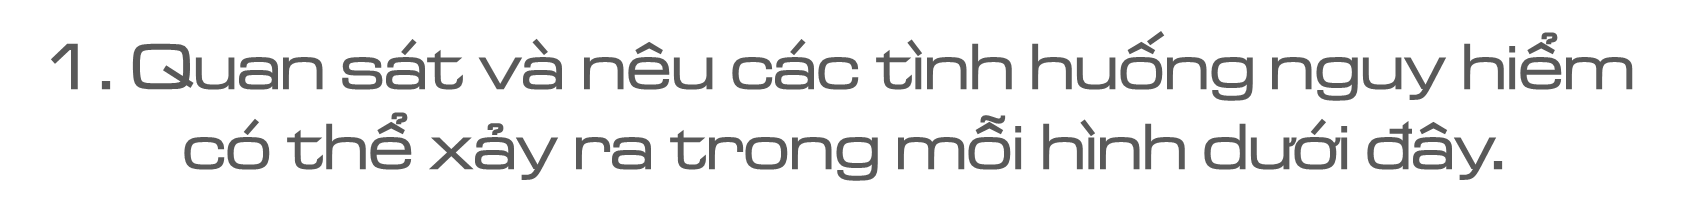 1. Quan sát và nêu các tình huống nguy hiểm
có thể xảy ra trong mỗi hình dưới đây.